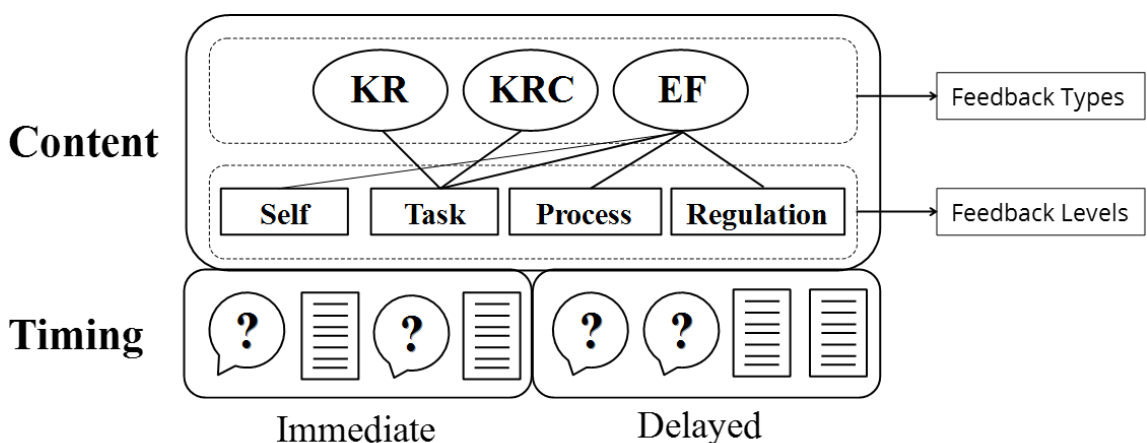 KR
KRC
EF
Feedback Types
Content
Self
Task
Process
Regulation
Feedback Levels
Timing
?
?
?
?
Immediate
Delayed